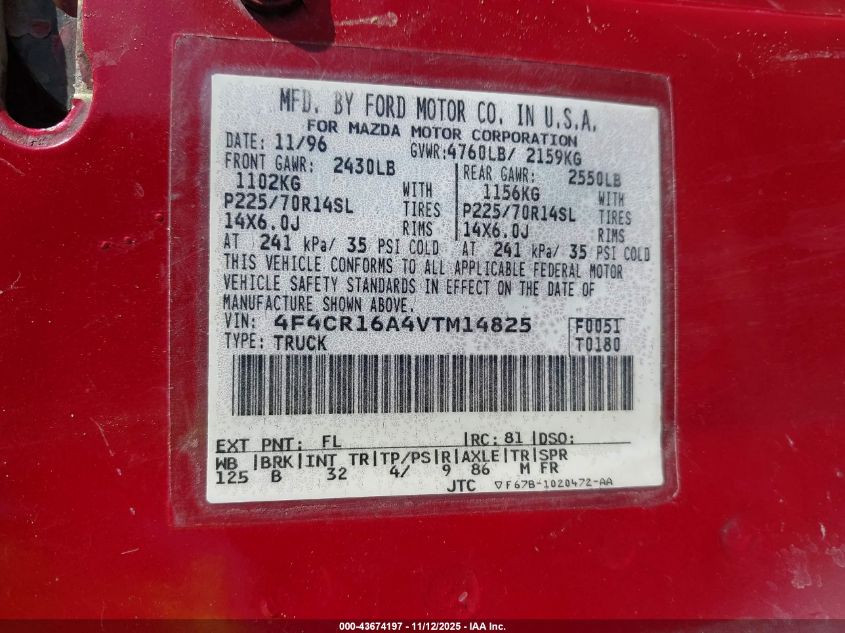 MFD. BY FORD MOTOR CO. IN U.S.A.
FOR MAZDA MOTOR CORPORATION
DATE: 11/96 GVWR:4760LB/ 2159KG
FRONT GAWR: 2430LB REAR GAWR: 2550LB
1102KG WITH 1156KG WITH
P225/70R14SL TIRES P225/70R14SL TIRES
14X6.0J RIMS 14X6.0J RIMS
AT 241 kPa/ 35 PSI COLD AT 241 kPa/ 35 PSI COLD
THIS VEHICLE CONFORMS TO ALL APPLICABLE FEDERAL MOTOR
VEHICLE SAFETY STANDARDS IN EFFECT ON THE DATE OF
MANUFACTURE SHOWN ABOVE.
VIN: 4F4CR16A4VTM14825 F0051
TYPE: TRUCK T0180
EXT PNT: FL RC: 81 DSO:
WB BRK INT TR TP/PS R AXLE TR SPR
125 B 32 4/ 9 86 M FR
JTC F67B-1020472-AA
000-43674197 - 11/12/2025 - IAA Inc.